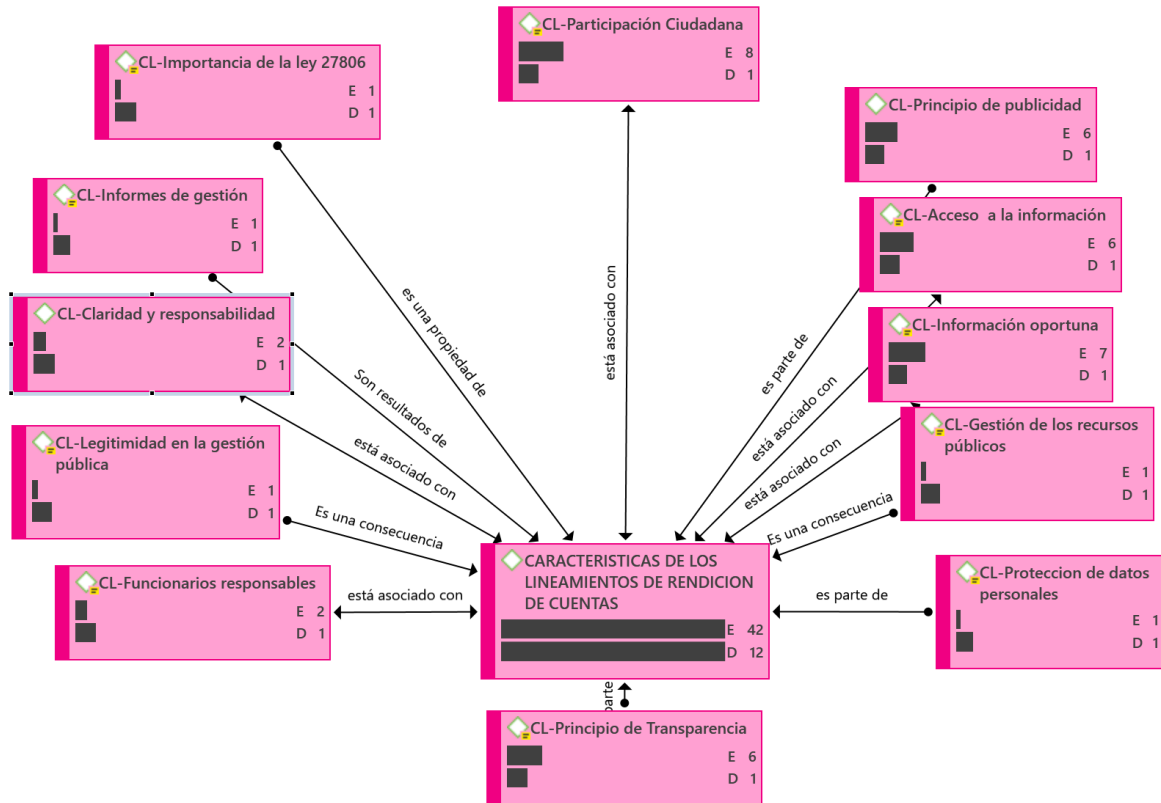 CL-Participación Ciudadana
E 8
D 1
CL-Importancia de la ley 27806
E 1
D 1
CL-Principio de publicidad
E 6
D 1
CL-Informes de gestión
E 1
D 1
CL-Acceso a la información
E 6
D 1
CL-Claridad y responsabilidad
E 2
D 1
CL-Información oportuna
E 7
D 1
CL-Legitimidad en la gestión
pública
E 1
D 1
CL-Gestión de los recursos
públicos
E 1
D 1
es una propiedad de
está asociado con
es parte de
Son resultados de
está asociado con
está asociado con
está asociado con
Es una consecuencia
Es una consecuencia
CARACTERISTICAS DE LOS
LINEAMIENTOS DE RENDICION
DE CUENTAS
E 42
D 12
CL-Funcionarios responsables
E 2
D 1
está asociado con
es parte de
CL-Proteccion de datos
personales
E 1
D 1
parte
CL-Principio de Transparencia
E 6
D 1